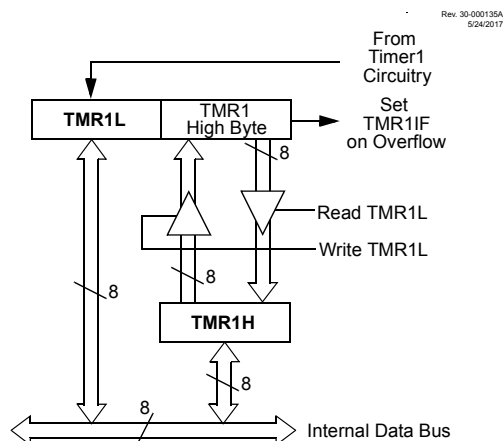 Rev. 30-000135A
5/24/2017
From
Timer1
Circuitry
TMR1L
TMR1
High Byte
Set
TMR1IF
on Overflow
8
Read TMR1L
Write TMR1L
8
8
TMR1H
8
8
Internal Data Bus